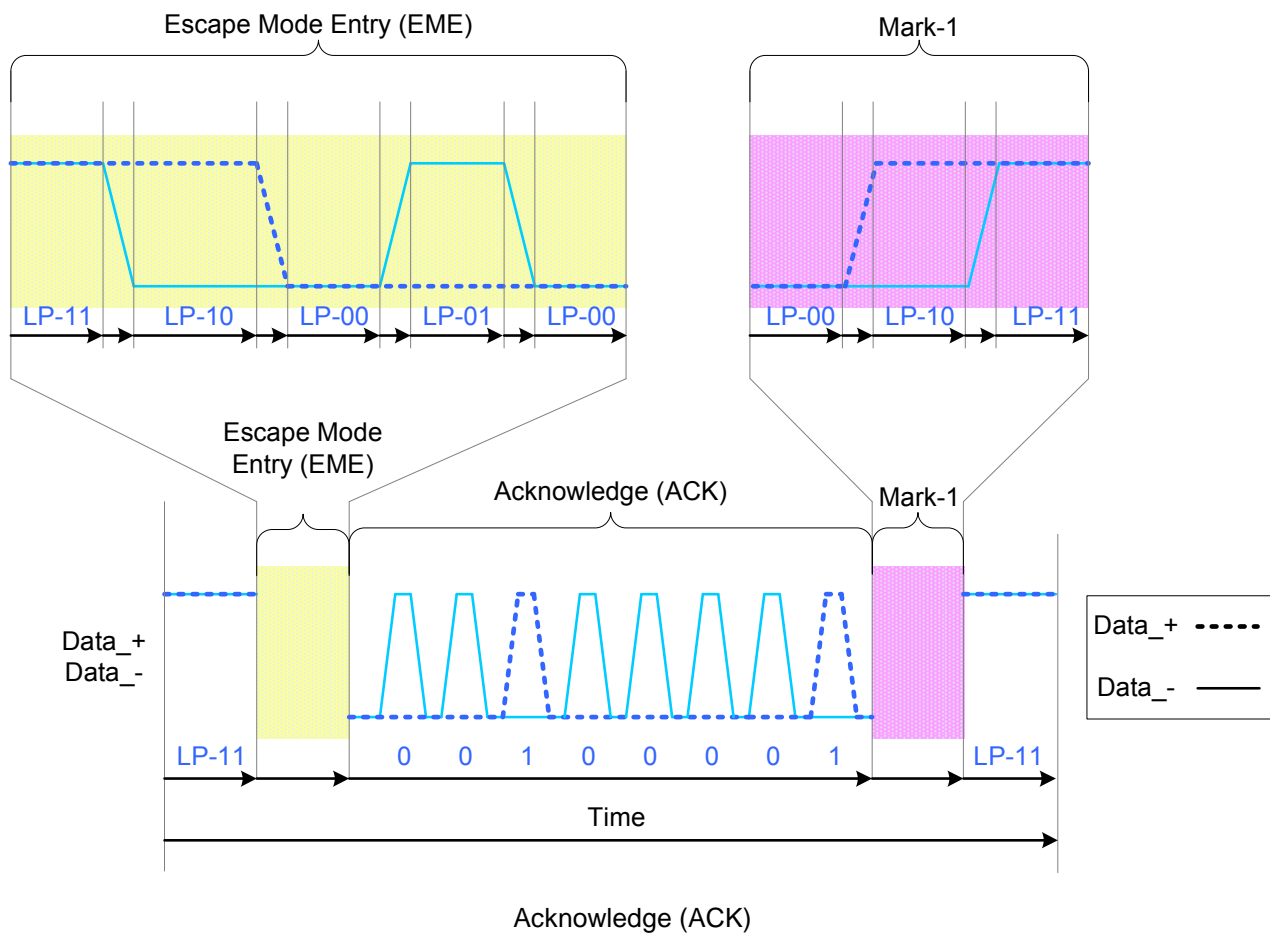 Escape Mode Entry (EME)
Mark-1
LP-11 LP-10 LP-00 LP-01 LP-00
LP-00 LP-10 LP-11
Escape Mode
Entry (EME)
Acknowledge (ACK)
Mark-1
Data_+
Data_-
LP-11 0 0 1 0 0 0 0 1 LP-11
Time
Data_+
Data_-
Acknowledge (ACK)